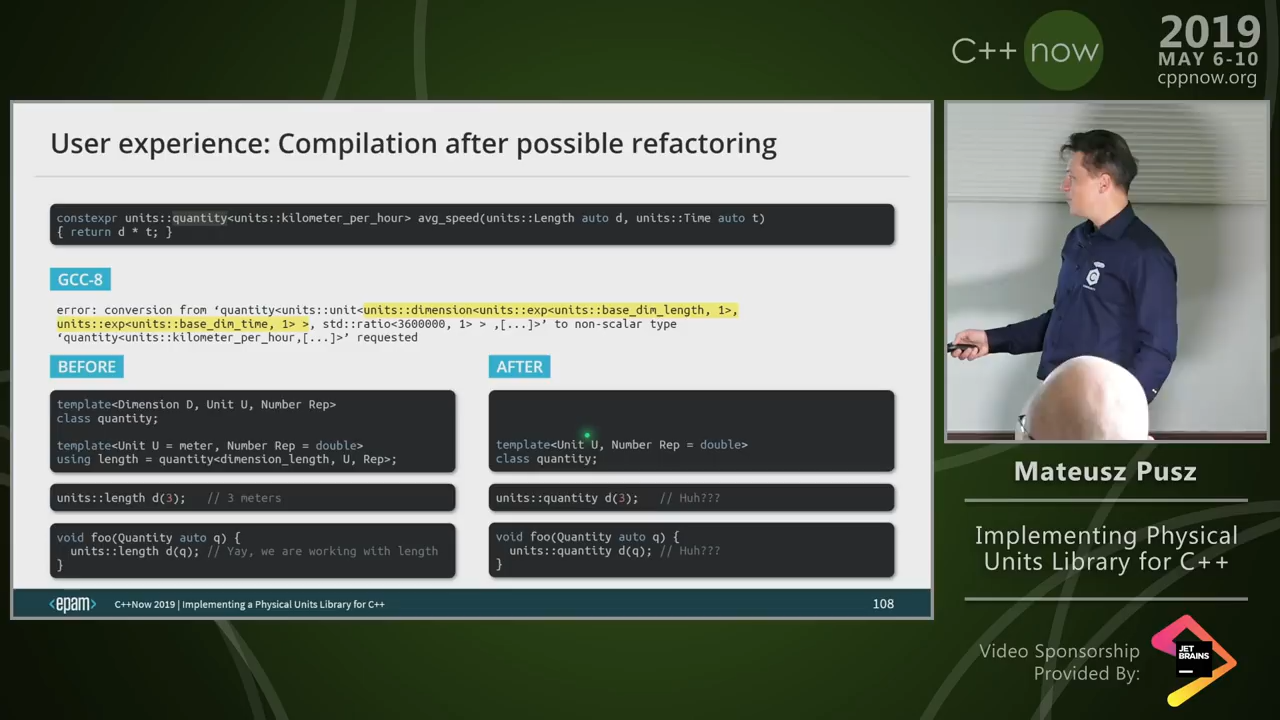 C++ now
2019
MAY 6-10
cppnow.org
User experience: Compilation after possible refactoring
constexpr units::quantity<units::kilometer_per_hour> avg_speed(units::Length auto d, units::Time auto t)
{ return d * t; }
GCC-8
error: conversion from ‘quantity<units::unit<units::dimension<units::exp<units::base_dim_length, 1>,
units::exp<units::base_dim_time, 1> >, std::ratio<3600000, 1> > ,[...]>’ to non-scalar type
‘quantity<units::kilometer_per_hour,[...]>’ requested
BEFORE
template<Dimension D, Unit U, Number Rep>
class quantity;
template<Unit U = meter, Number Rep = double>
using length = quantity<dimension_length, U, Rep>;
units::length d(3); // 3 meters
void foo(Quantity auto q) {
units::length d(q); // Yay, we are working with length
}
AFTER
template<Unit U, Number Rep = double>
class quantity;
units::quantity d(3); // Huh???
void foo(Quantity auto q) {
units::quantity d(q); // Huh???
}
<epam> C++Now 2019 | Implementing a Physical Units Library for C++ 108
Mateusz Pusz
Implementing Physical
Units Library for C++
Video Sponsorship
Provided By:
JET
BRAINS